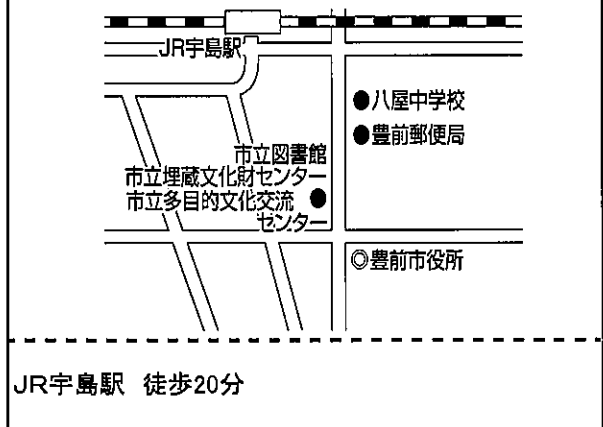 JR宇島駅
●八屋中学校
●豊前郵便局
市立図書館
市立埋蔵文化財センター
市立多目的文化交流
センター
◎豊前市役所
JR宇島駅 徒歩20分